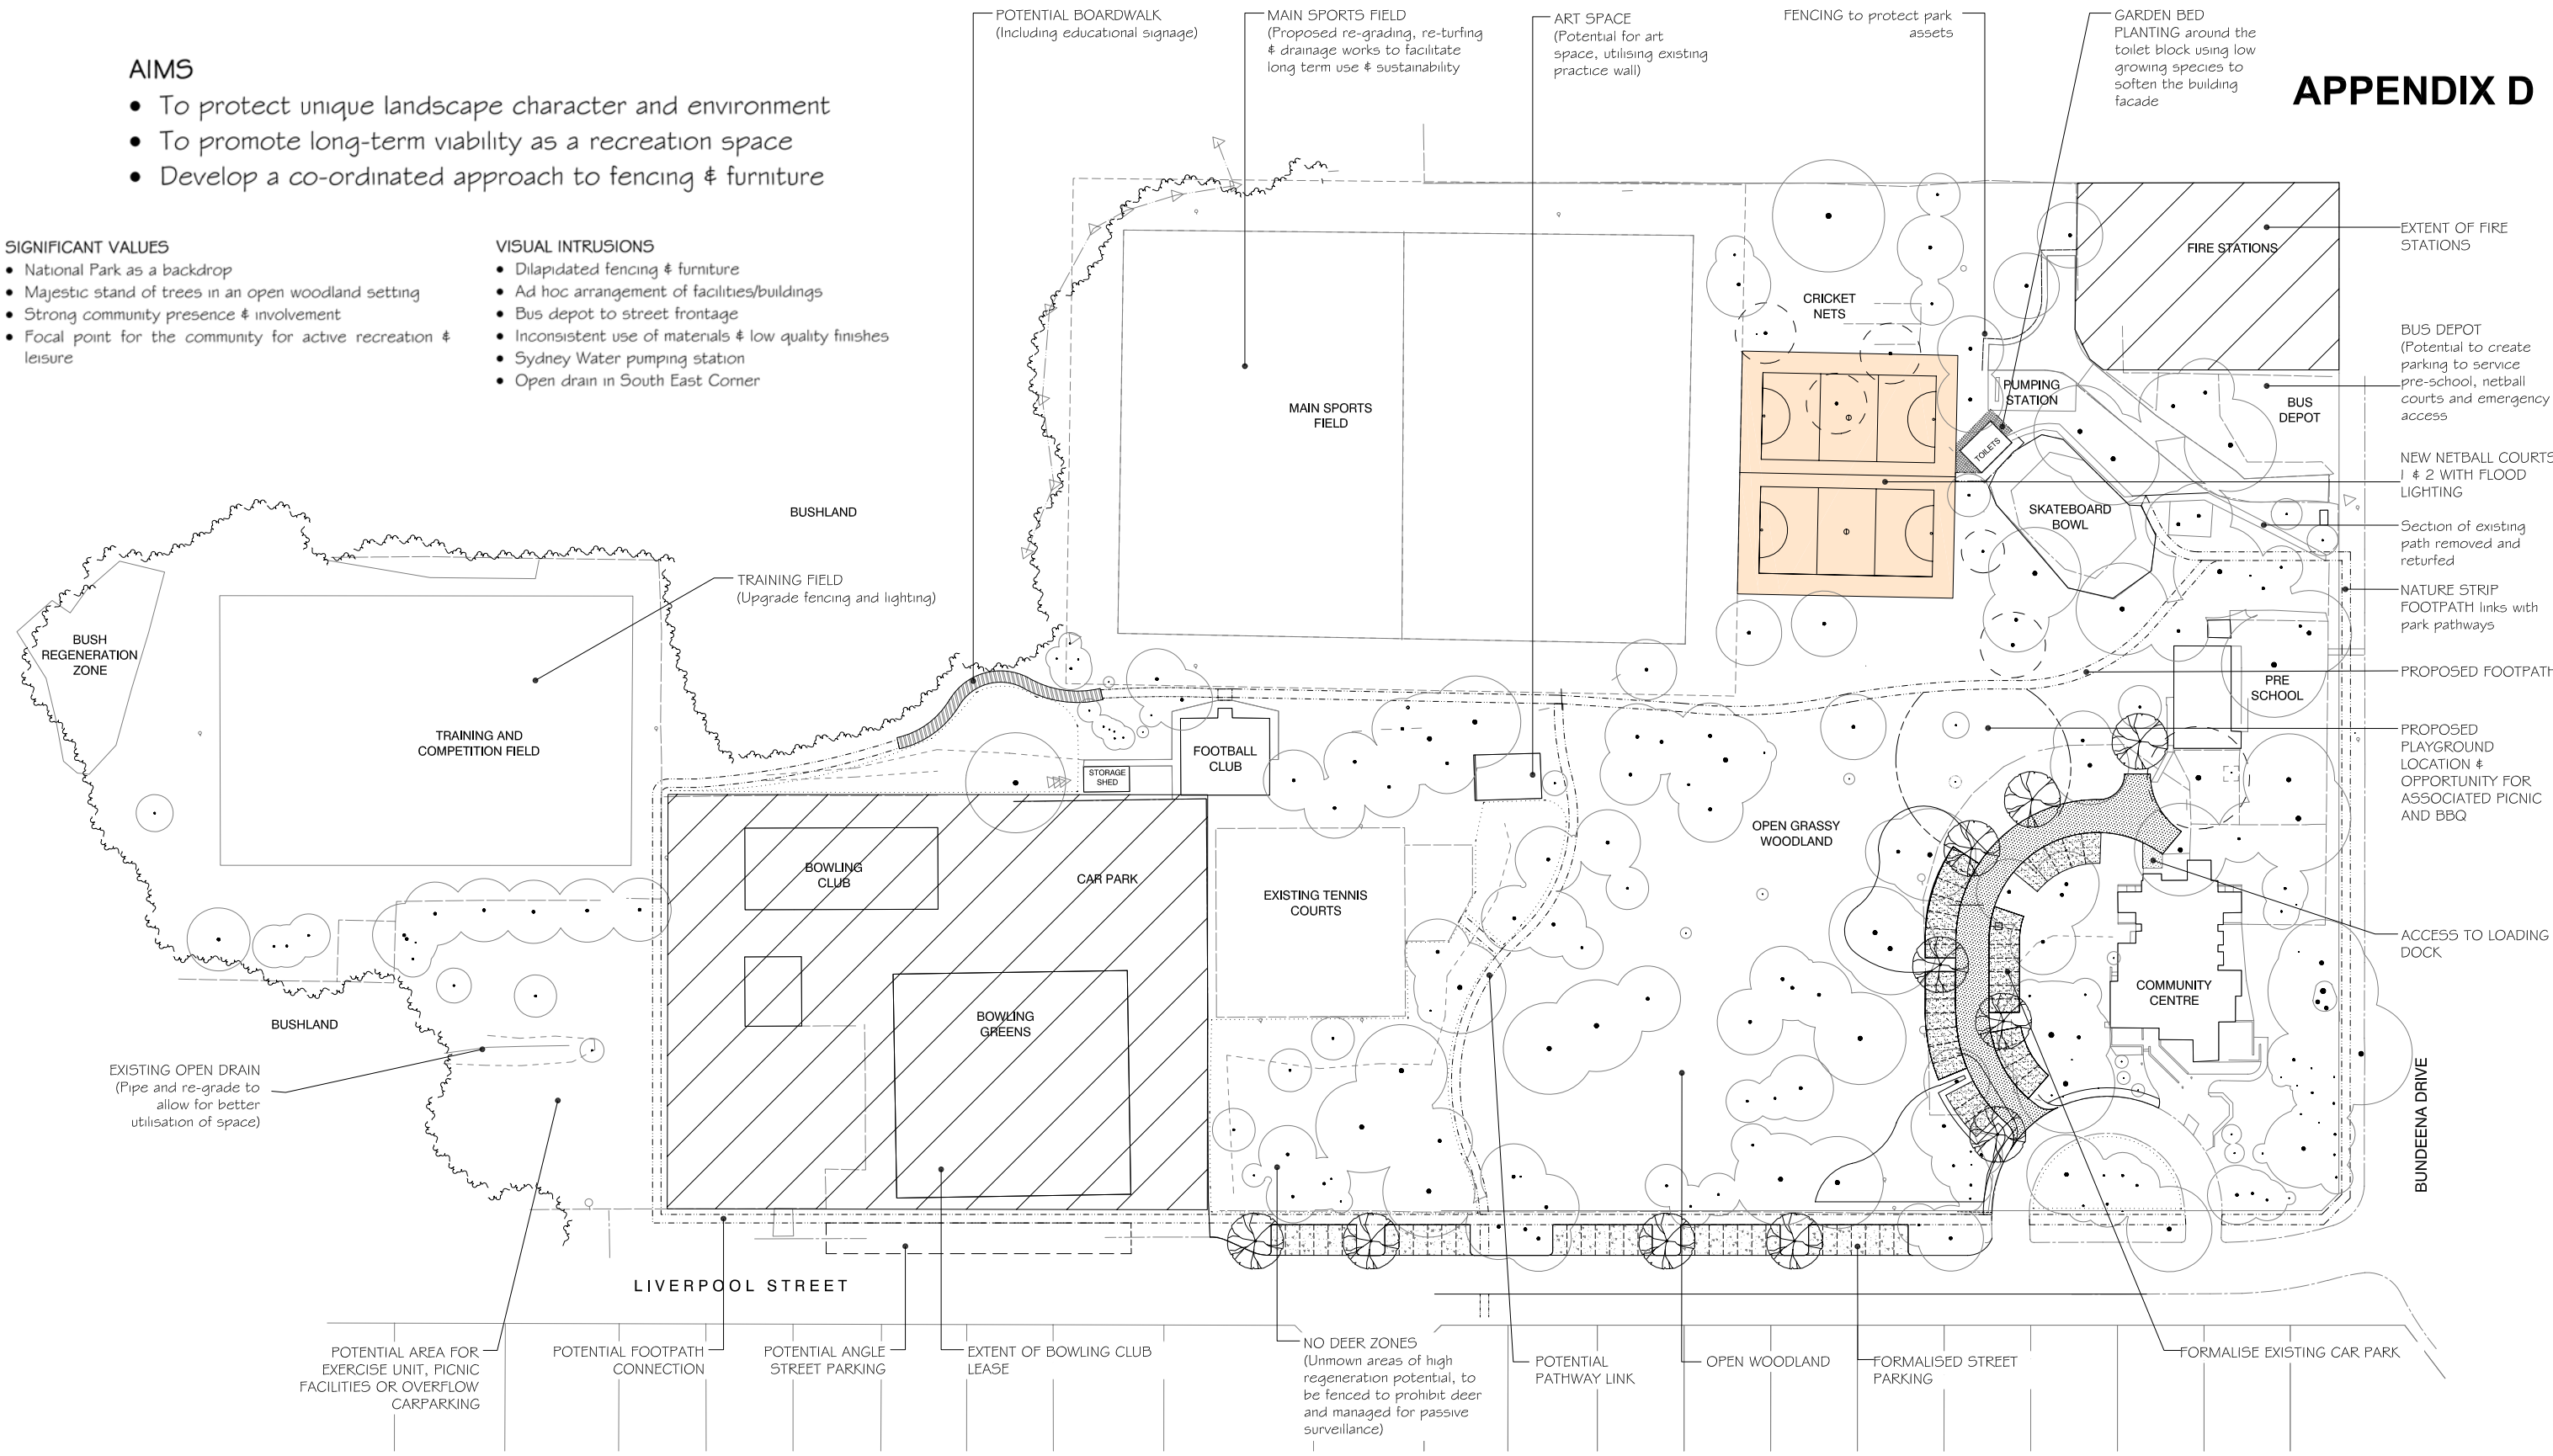 POTENTIAL BOARDWALK
(Including educational signage)
MAIN SPORTS FIELD
(Proposed re-grading, re-turfing
& drainage works to facilitate
long term use & sustainability
ART SPACE
(Potential for art
space, utilising existing
practice wall)
FENCING to protect park
assets
GARDEN BED
PLANTING around the
toilet block using low
growing species to
soften the building
facade
APPENDIX D
AIMS
• To protect unique landscape character and environment
• To promote long-term viability as a recreation space
• Develop a co-ordinated approach to fencing & furniture
SIGNIFICANT VALUES
• National Park as a backdrop
• Majestic stand of trees in an open woodland setting
• Strong community presence & involvement
• Focal point for the community for active recreation &
leisure
VISUAL INTRUSIONS
• Dilapidated fencing & furniture
• Ad hoc arrangement of facilities/buildings
• Bus depot to street frontage
• Inconsistent use of materials & low quality finishes
• Sydney Water pumping station
• Open drain in South East Corner
FIRE STATIONS
EXTENT OF FIRE
STATIONS
CRICKET
NETS
BUS DEPOT
(Potential to create
parking to service
pre-school, netball
courts and emergency
access
PUMPING
STATION
BUS
DEPOT
MAIN SPORTS
FIELD
TOILETS
NEW NETBALL COURTS
1 & 2 WITH FLOOD
LIGHTING
SKATEBOARD
BOWL
BUSHLAND
Section of existing
path removed and
returfed
TRAINING FIELD
(Upgrade fencing and lighting)
NATURE STRIP
FOOTPATH links with
park pathways
BUSH
REGENERATION
ZONE
PROPOSED FOOTPATH
PRE
SCHOOL
TRAINING AND
COMPETITION FIELD
FOOTBALL
CLUB
STORAGE
SHED
PROPOSED
PLAYGROUND
LOCATION &
OPPORTUNITY FOR
ASSOCIATED PICNIC
AND BBQ
OPEN GRASSY
WOODLAND
BOWLING
CLUB
CAR PARK
EXISTING TENNIS
COURTS
ACCESS TO LOADING
DOCK
COMMUNITY
CENTRE
BOWLING
GREENS
BUSHLAND
EXISTING OPEN DRAIN
(Pipe and re-grade to
allow for better
utilisation of space)
BUNDEENA DRIVE
LIVERPOOL STREET
POTENTIAL AREA FOR
EXERCISE UNIT, PICNIC
FACILITIES OR OVERFLOW
CARPARKING
POTENTIAL FOOTPATH
CONNECTION
POTENTIAL ANGLE
STREET PARKING
EXTENT OF BOWLING CLUB
LEASE
NO DEER ZONES
(Unmown areas of high
regeneration potential, to
be fenced to prohibit deer
and managed for passive
surveillance)
POTENTIAL
PATHWAY LINK
OPEN WOODLAND
FORMALISED STREET
PARKING
FORMALISE EXISTING CAR PARK